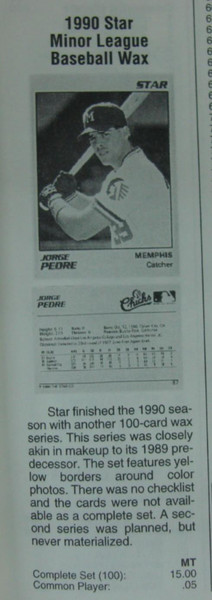 1990 Star
Minor League
Baseball Wax
STAR
JORGE
PEDRE
MEMPHIS
Catcher
JORGE
PEDRE
Chicks
Star finished the 1990 sea-
son with another 100-card wax
series. This series was closely
akin in makeup to its 1989 pre-
decessor. The set features yel-
low borders around color
photos. There was no checklist
and the cards were not avail-
able as a complete set. A sec-
ond series was planned, but
never materialized.
MT
Complete Set (100): 15.00
Common Player: .05